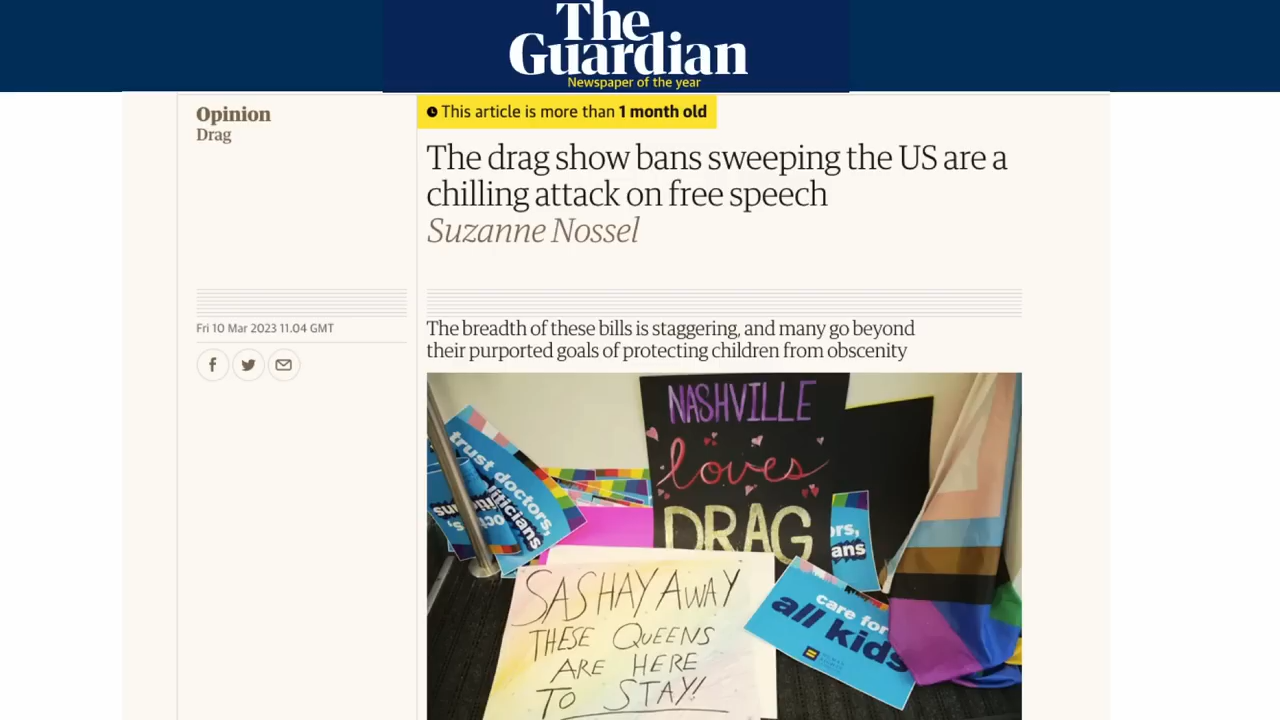 The
Guardian
Newspaper of the year
Opinion
Drag
This article is more than 1 month old
The drag show bans sweeping the US are a
chilling attack on free speech
Suzanne Nossel
Fri 10 Mar 2023 11.04 GMT
The breadth of these bills is staggering, and many go beyond
their purported goals of protecting children from obscenity
NASHVILLE
loves
DRAG
trust doctors,
ans
SASHAY AWAY
THESE QUEENS
ARE HERE
TO STAY!
care for
all kids